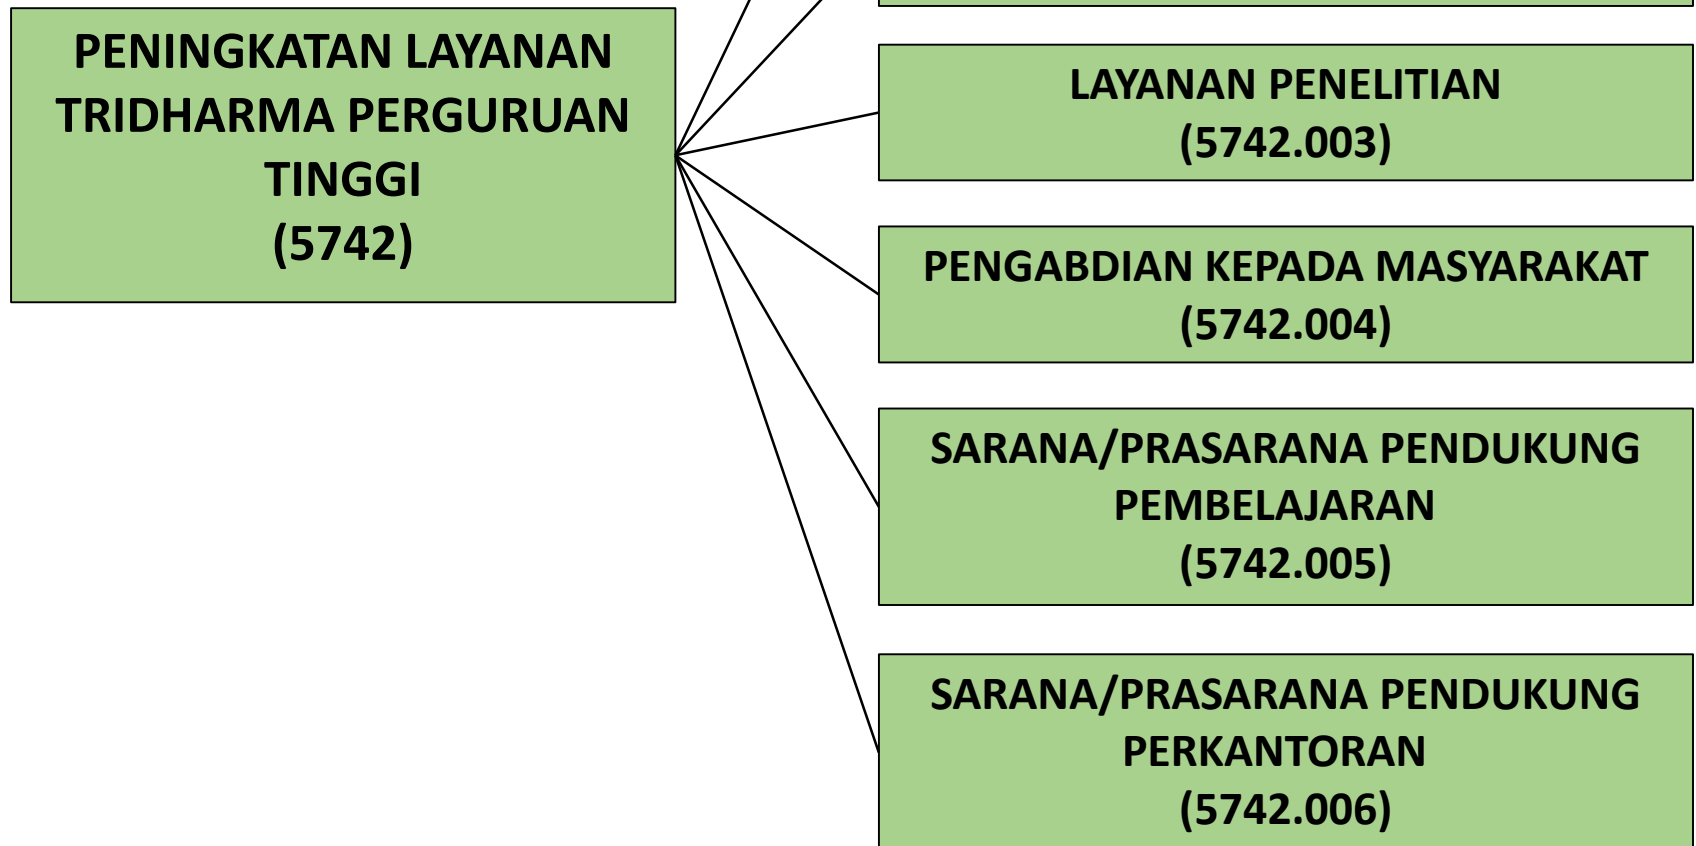 PENINGKATAN LAYANAN
TRIDHARMA PERGURUAN
TINGGI
(5742)
LAYANAN PENELITIAN
(5742.003)
PENGABDIAN KEPADA MASYARAKAT
(5742.004)
SARANA/PRASARANA PENDUKUNG
PEMBELAJARAN
(5742.005)
SARANA/PRASARANA PENDUKUNG
PERKANTORAN
(5742.006)